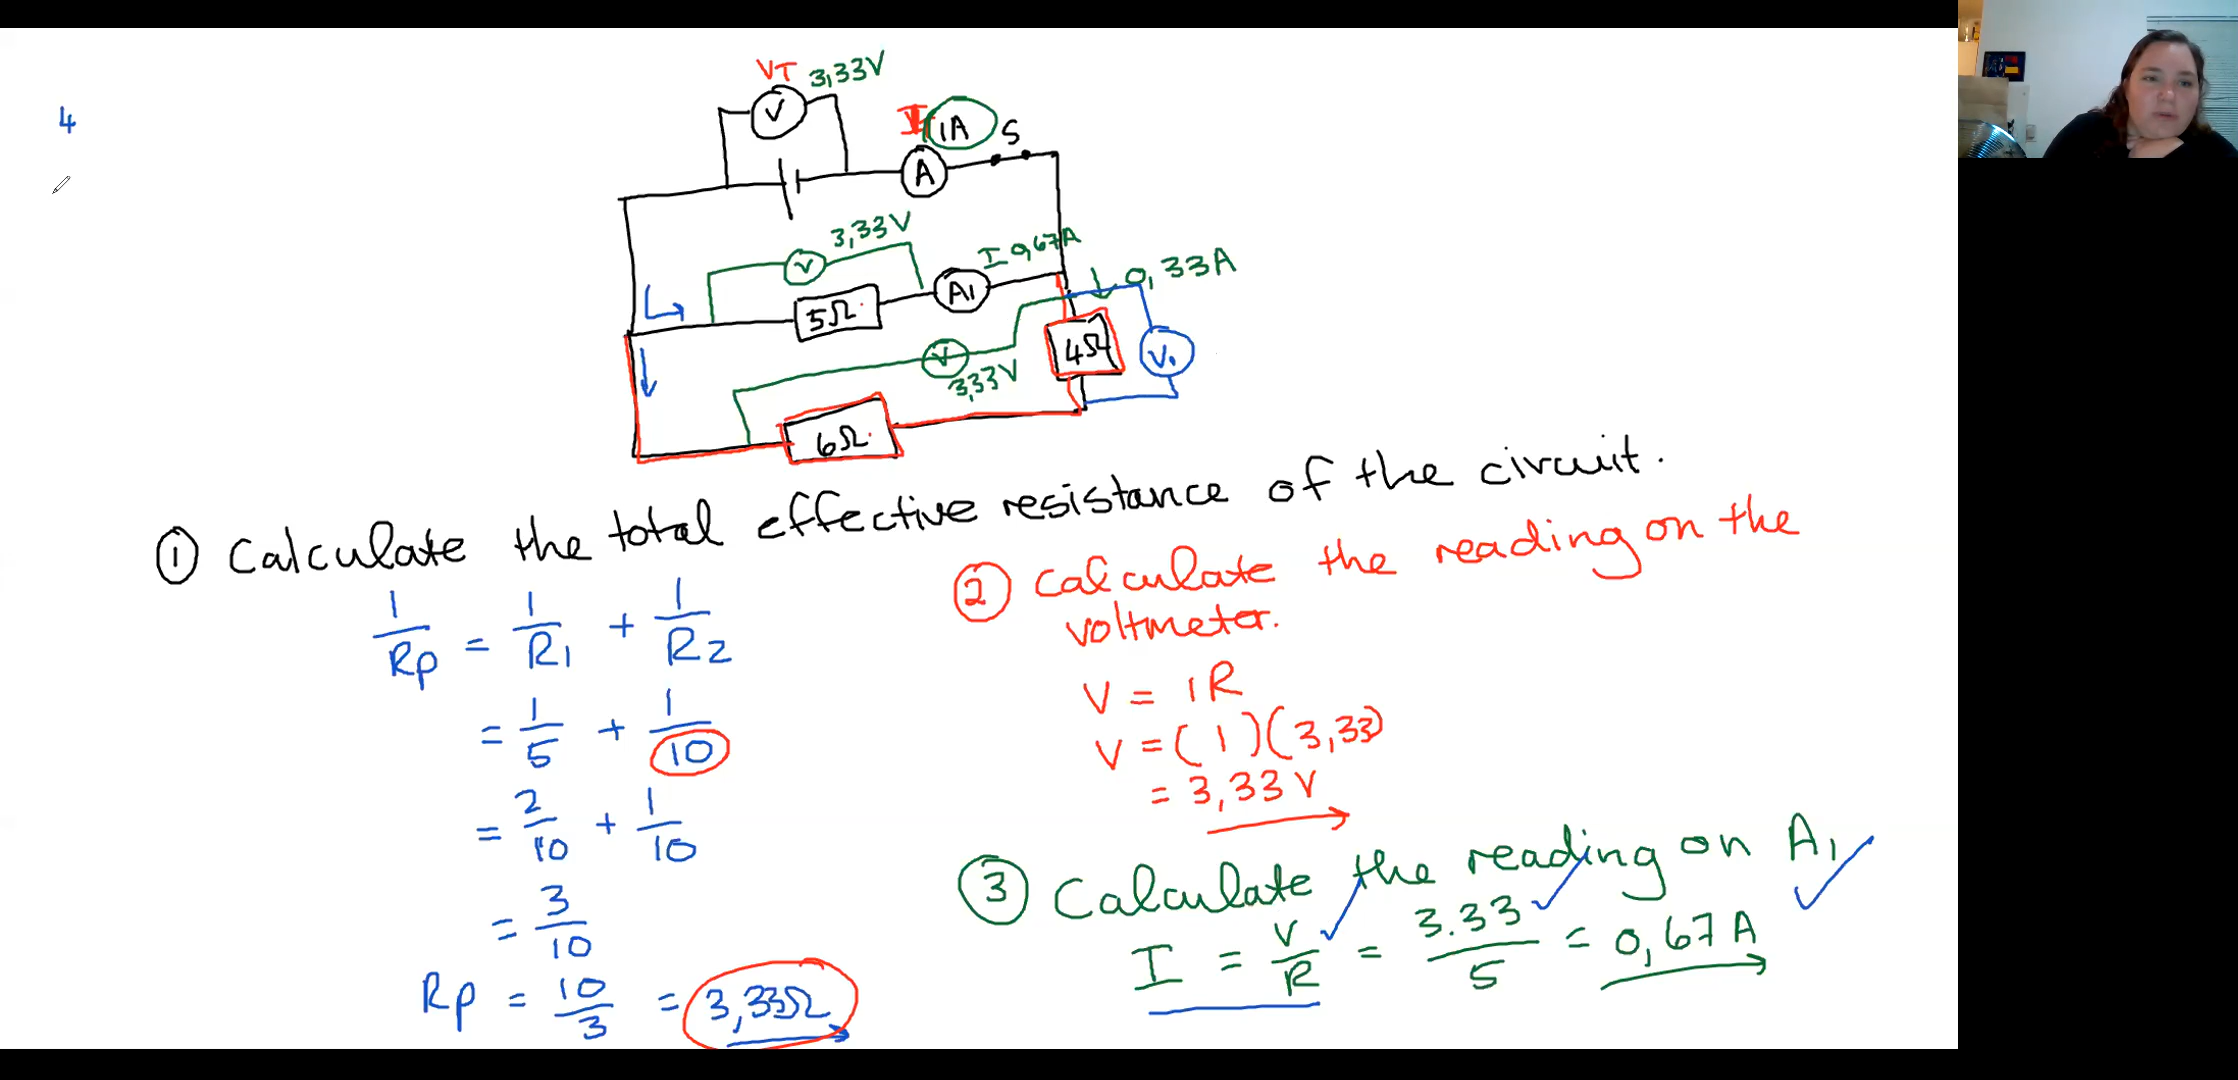 4
VT 3,33V
V
1A S
A
3,33V
V
I 0,67A
0,33A
5Ω
A1
4Ω
V1
V
3,33V
6Ω
① Calculate the total effective resistance of the circuit.
1/Rp = 1/R1 + 1/R2
= 1/5 + 1/10
= 2/10 + 1/10
= 3/10
Rp = 10/3 = 3,33Ω
② Calculate the reading on the
voltmeter.
V = IR
V = (1)(3,33)
= 3,33V
③ Calculate the reading on A1
I = V/R = 3.33/5 = 0,67A